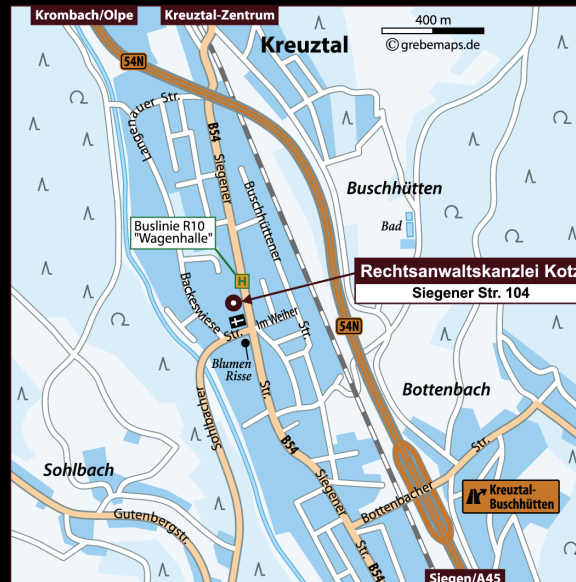 Krombach/Olpe
Kreuztal-Zentrum
400 m
© grebemaps.de
Kreuztal
54N
Langenauer Str.
B54
Siegener
Buschhüttener
Str.
Buschhütten
Bad
Buslinie R10
"Wagenhalle"
H
Rechtsanwaltskanzlei Kotz
Siegener Str. 104
Backeswiese
Str.
Im Weiher
54N
Blumen
Risse
Sohlbacher
Str.
B54
Siegener
Str.
B54
Bottenbach
Bottenbacher
Str.
Sohlbach
Gutenbergstr.
Kreuztal-
Buschhütten
Siegen/A45